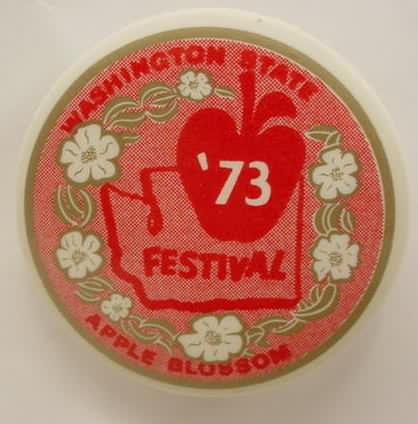 WASHINGTON STATE
'73
FESTIVAL
APPLE BLOSSOM